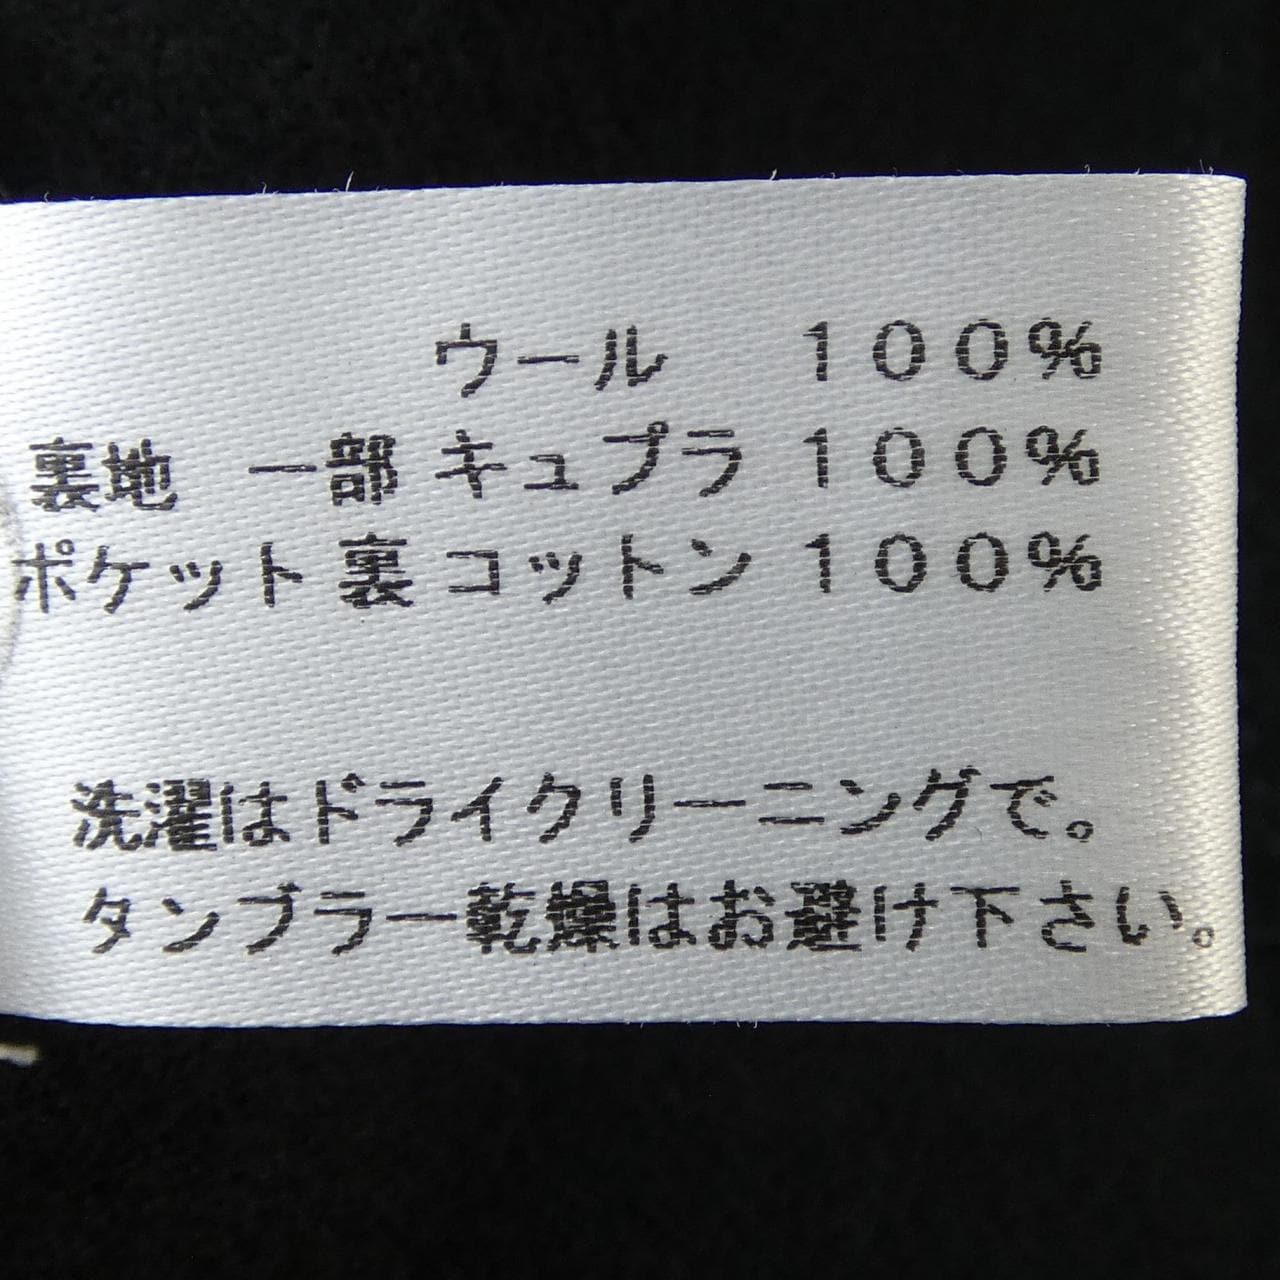 ウール １００％
裏地 一部 キュプラ １００％
ポケット 裏 コットン １００％
洗濯はドライクリーニングで。
タンブラー乾燥はお避け下さい。